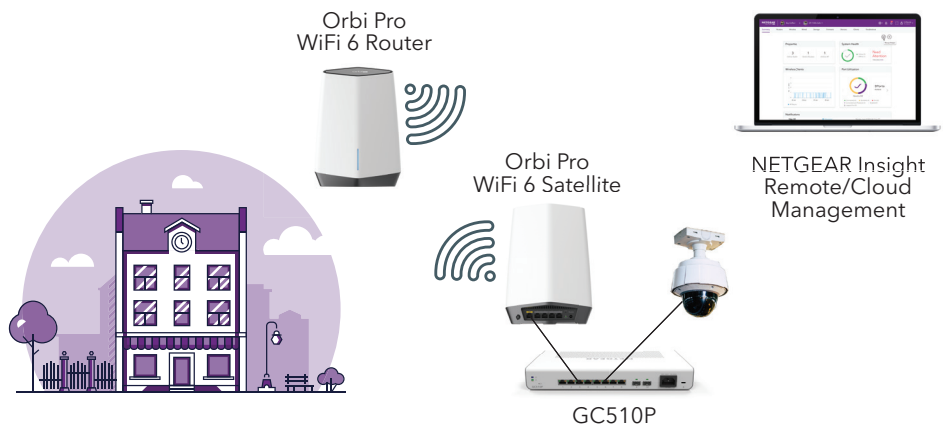 Orbi Pro
WiFi 6 Router
Orbi Pro
WiFi 6 Satellite
NETGEAR Insight
Remote/Cloud
Management
GC510P